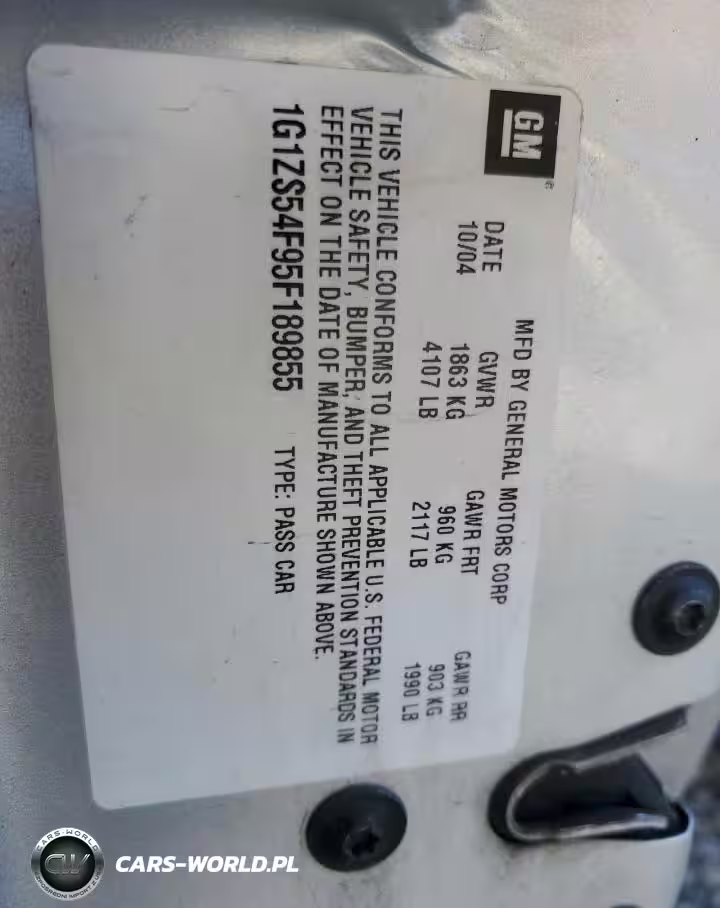 GM
MFD BY GENERAL MOTORS CORP
DATE GVWR GAWR FRT GAWR RR
10/04 1863 KG 960 KG 903 KG
4107 LB 2117 LB 1990 LB
THIS VEHICLE CONFORMS TO ALL APPLICABLE U.S. FEDERAL MOTOR
VEHICLE SAFETY, BUMPER, AND THEFT PREVENTION STANDARDS IN
EFFECT ON THE DATE OF MANUFACTURE SHOWN ABOVE.
1G1ZS54F95F189855 TYPE: PASS CAR
CARS-WORLD
CW
CARS-WORLD.PL